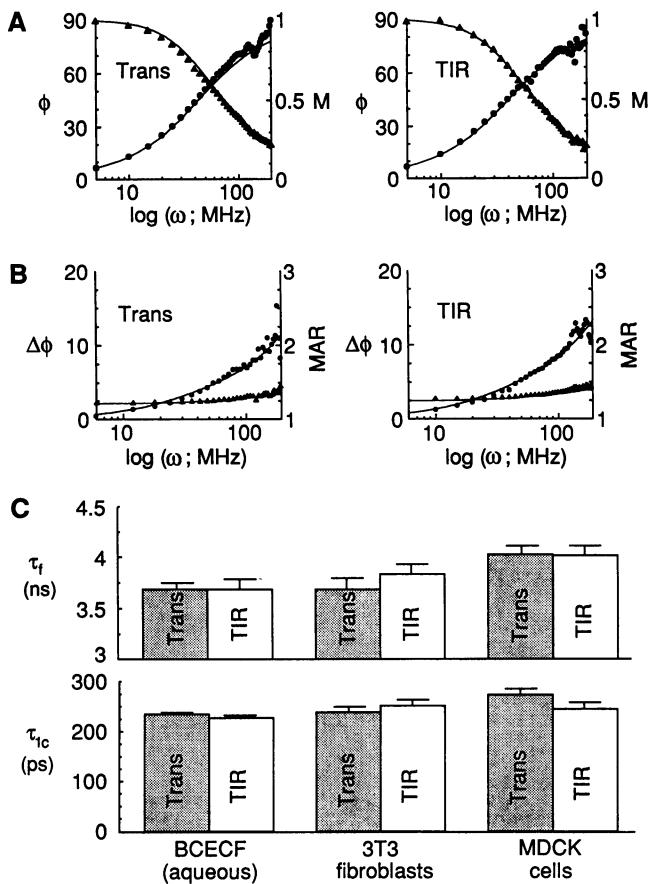 A
90
60
30
0
ϕ
Trans
1
0.5 M
0
10
100
log (ω ; MHz)
90
60
30
0
ϕ
TIR
1
0.5 M
0
10
100
log (ω ; MHz)
B
20
10
0
Δϕ
Trans
3
2
1
MAR
10
100
log (ω ; MHz)
20
10
0
Δϕ
TIR
3
2
1
MAR
10
100
log (ω ; MHz)
C
4.5
4
3.5
3
τf
(ns)
Trans
TIR
Trans
TIR
Trans
TIR
300
200
100
0
τ1c
(ps)
Trans
TIR
Trans
TIR
Trans
TIR
BCECF
(aqueous)
3T3
fibroblasts
MDCK
cells